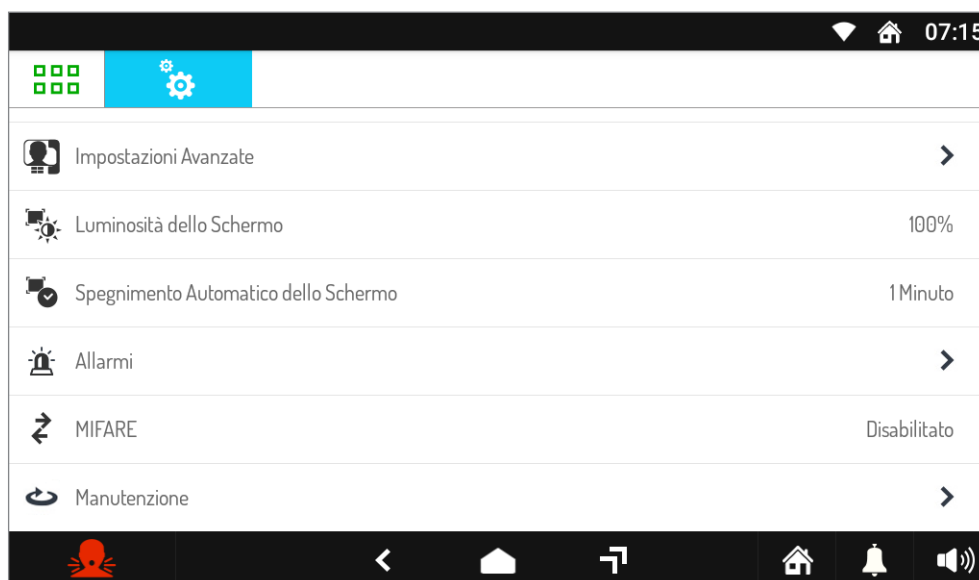 07:15
Impostazioni Avanzate
Luminosità dello Schermo 100%
Spegnimento Automatico dello Schermo 1 Minuto
Allarmi
MIFARE Disabilitato
Manutenzione